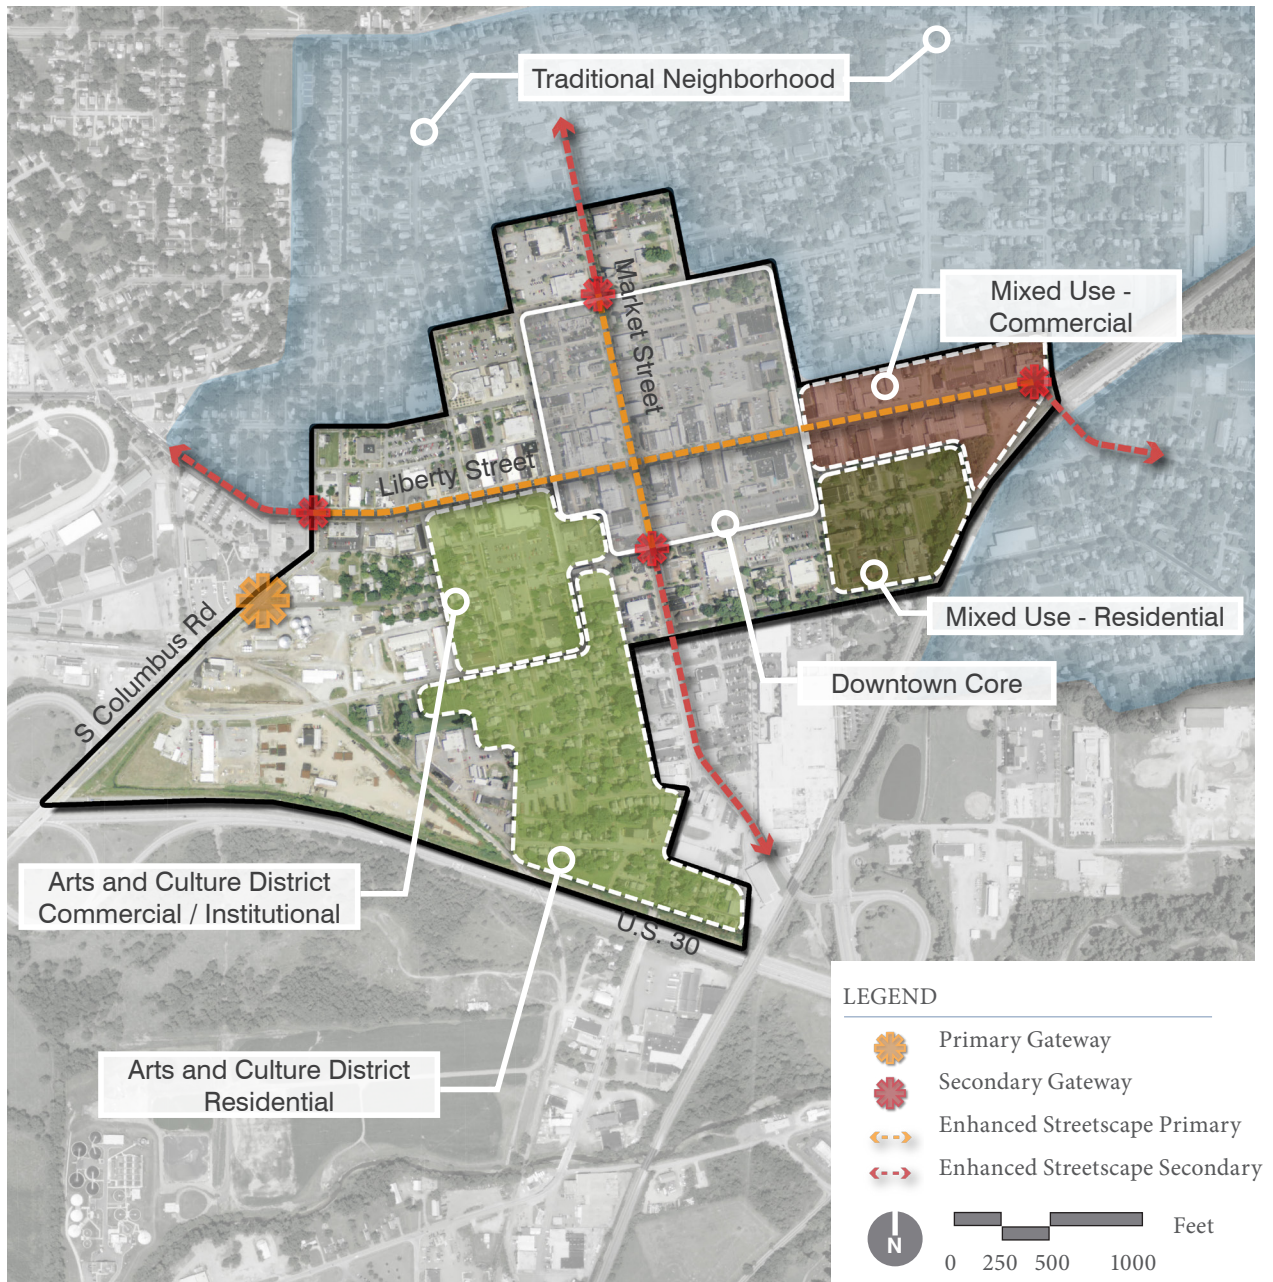 Traditional Neighborhood
Market Street
Mixed Use -
Commercial
Liberty Street
Mixed Use - Residential
S Columbus Rd
Downtown Core
Arts and Culture District
Commercial / Institutional
U.S. 30
Arts and Culture District
Residential
LEGEND
Primary Gateway
Secondary Gateway
Enhanced Streetscape Primary
Enhanced Streetscape Secondary
N
Feet
0 250 500 1000